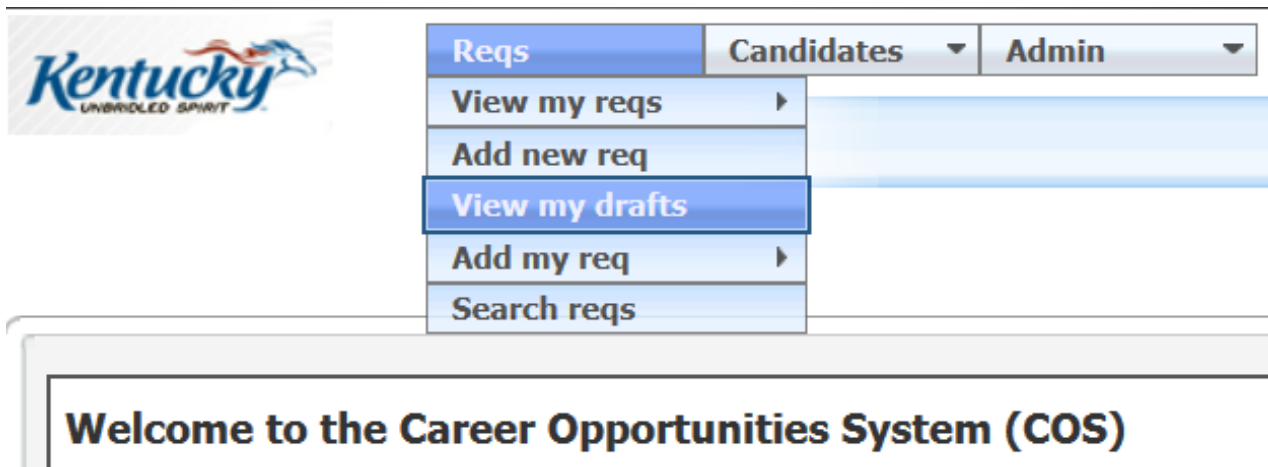 Kentucky
UNBRIDLED SPIRIT
Reqs
Candidates
Admin
View my reqs
Add new req
View my drafts
Add my req
Search reqs
Welcome to the Career Opportunities System (COS)